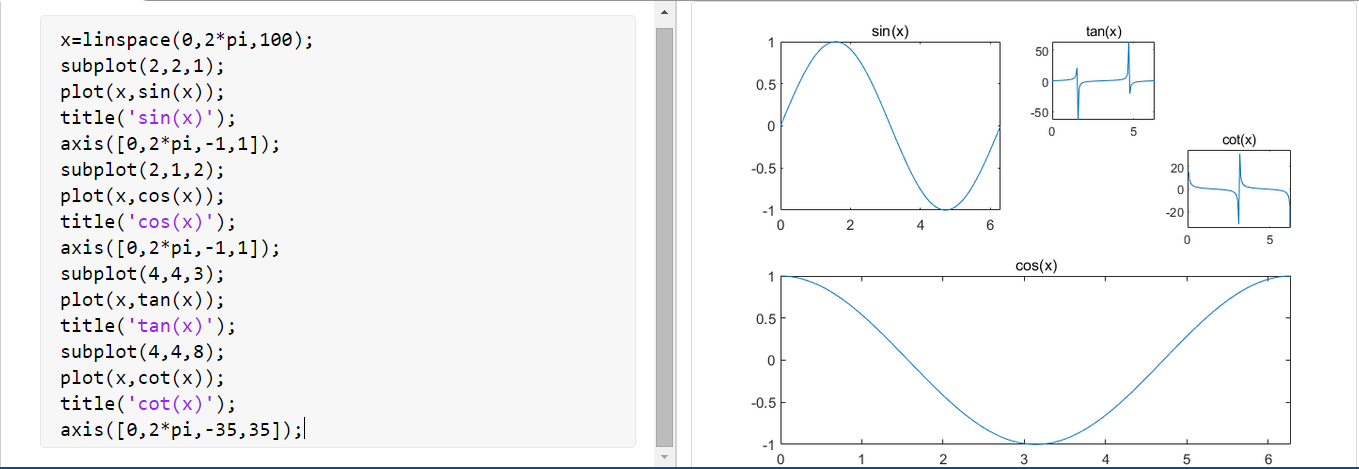 x=linspace(0,2*pi,100);
subplot(2,2,1);
plot(x,sin(x));
title('sin(x)');
axis([0,2*pi,-1,1]);
subplot(2,1,2);
plot(x,cos(x));
title('cos(x)');
axis([0,2*pi,-1,1]);
subplot(4,4,3);
plot(x,tan(x));
title('tan(x)');
subplot(4,4,8);
plot(x,cot(x));
title('cot(x)');
axis([0,2*pi,-35,35]);
sin(x)
1
0.5
0
-0.5
-1
0 2 4 6
tan(x)
50
0
-50
0 5
cot(x)
20
0
-20
0 5
cos(x)
1
0.5
0
-0.5
-1
0 1 2 3 4 5 6